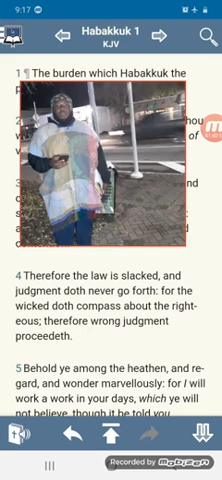 9:17
Habakkuk 1
KJV
1 ¶ The burden which Habakkuk the
2
of
3
4 Therefore the law is slacked, and
judgment doth never go forth: for the
wicked doth compass about the right-
eous; therefore wrong judgment
proceedeth.
5 Behold ye among the heathen, and re-
gard, and wonder marvellously: for I will
work a work in your days, which ye will
not believe, though it be told you.
Recorded by mobizen